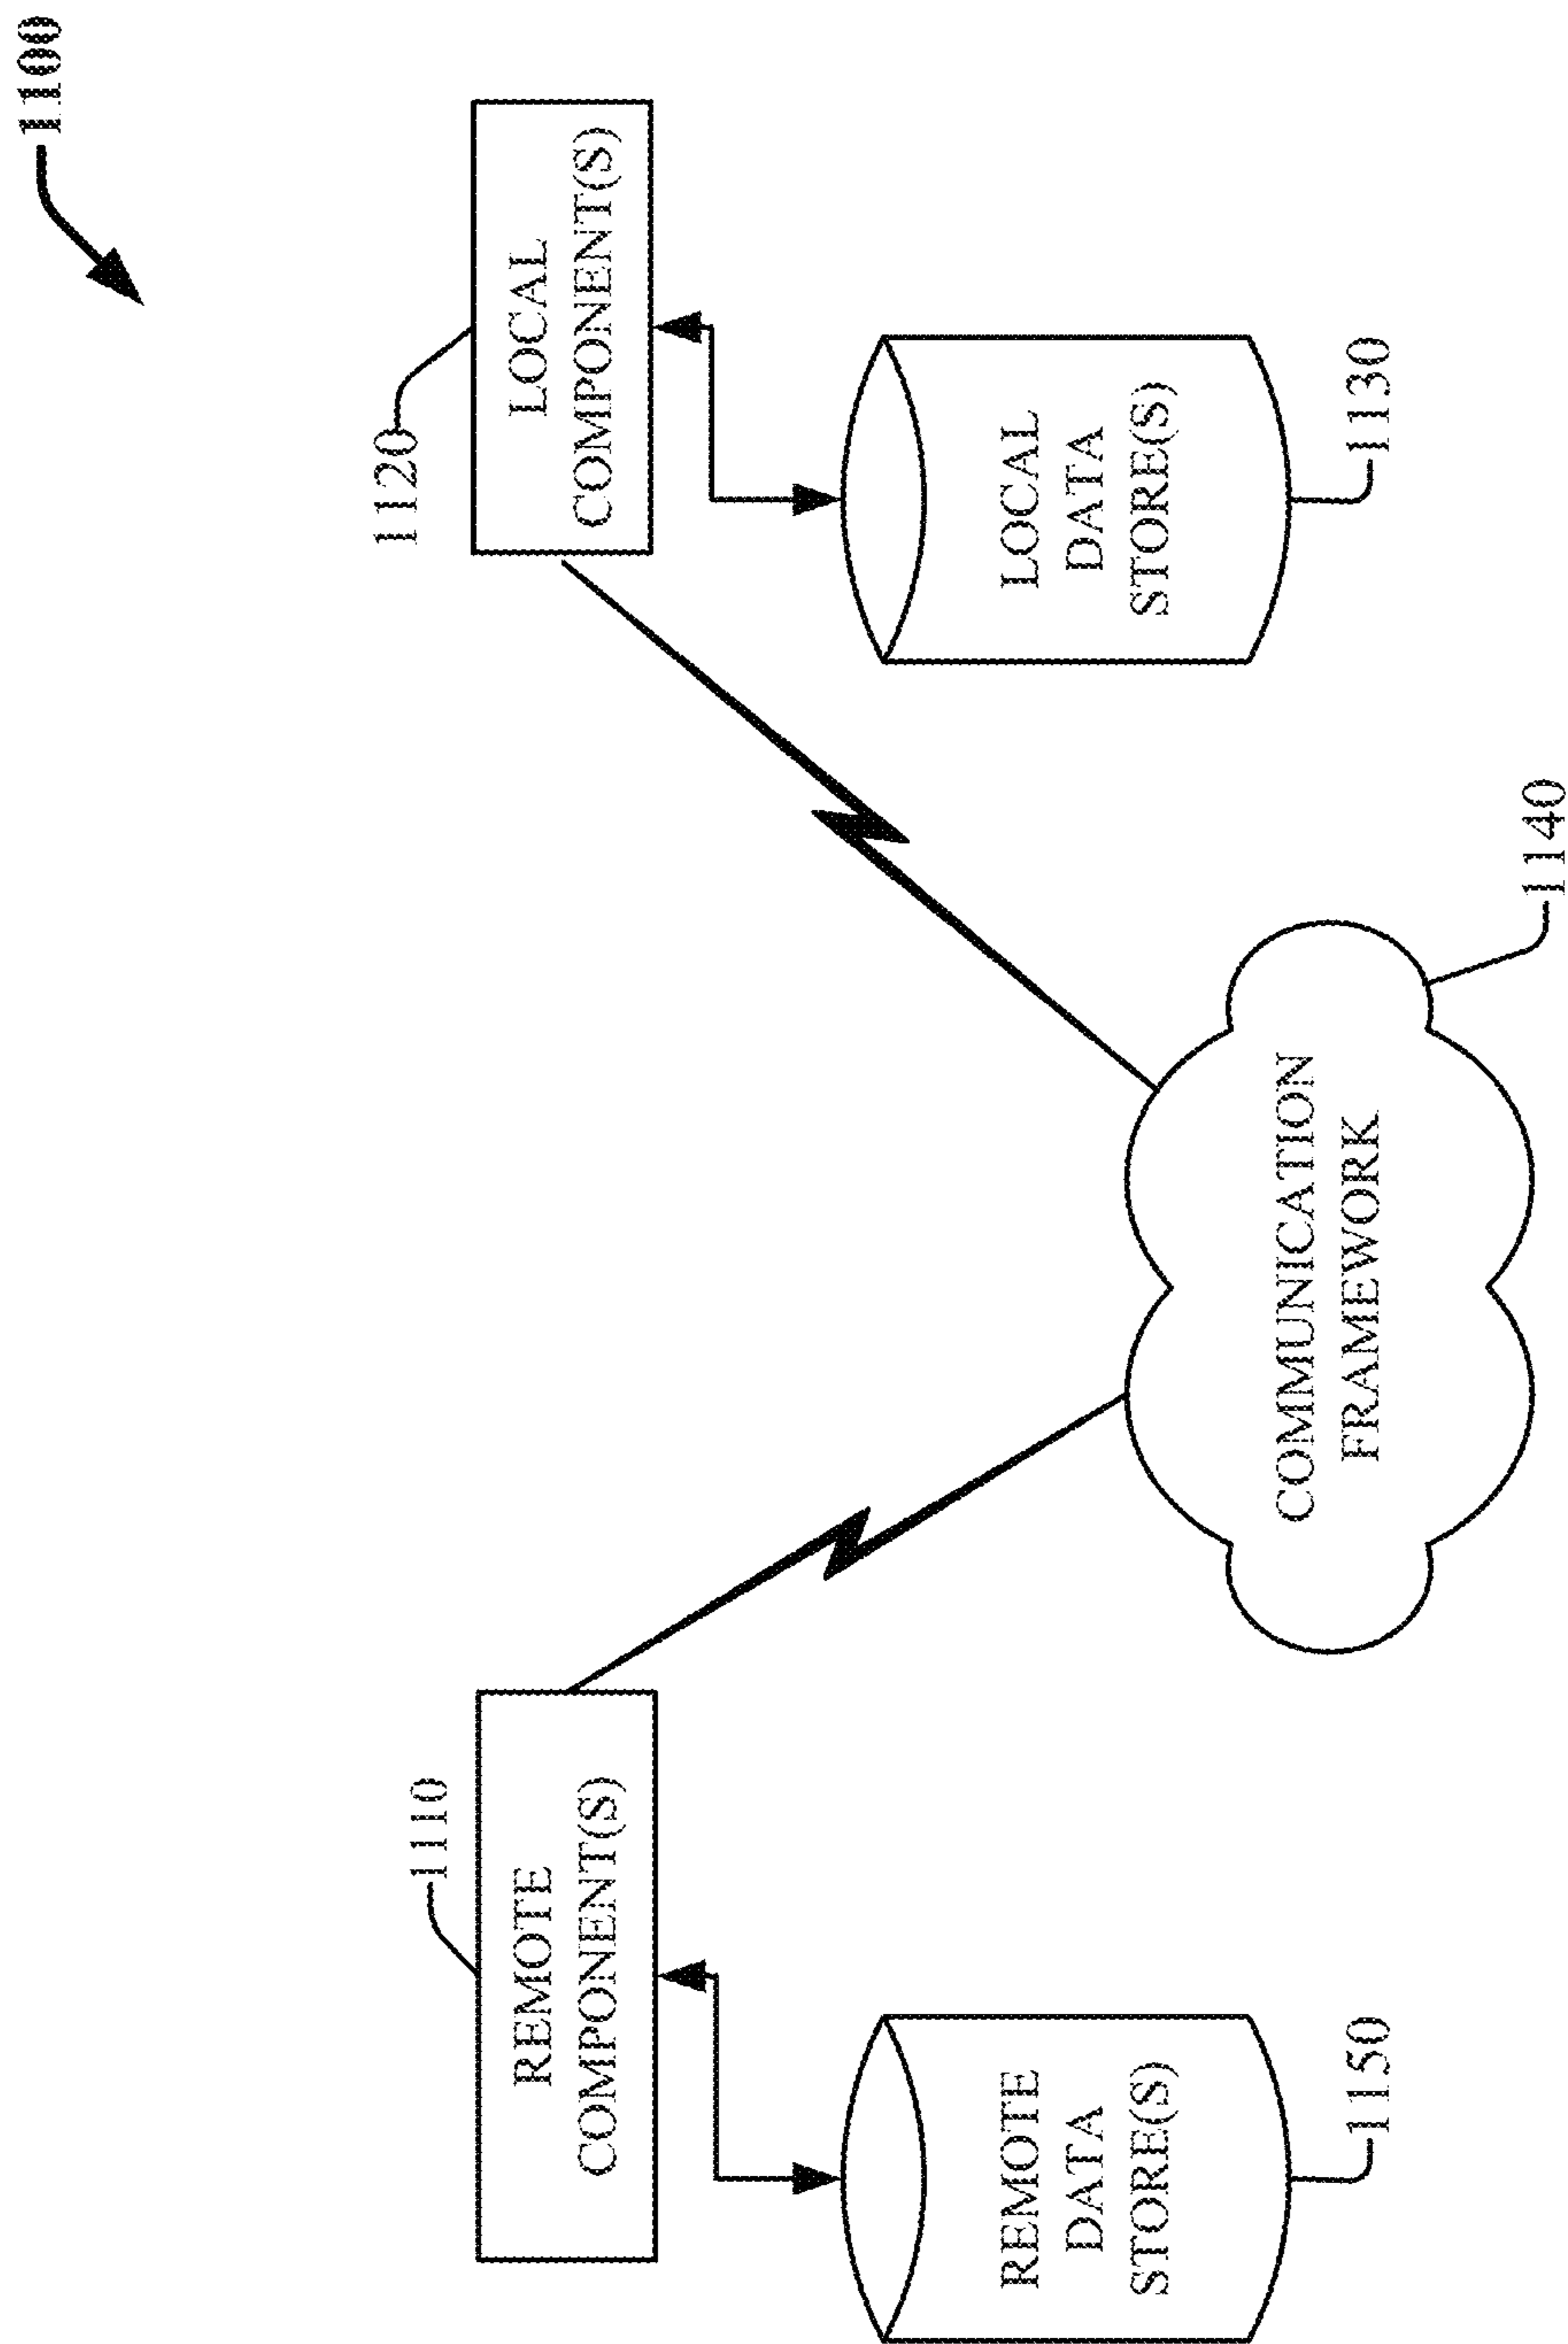 1100
1110
REMOTE
COMPONENT(S)
1120
LOCAL
COMPONENT(S)
REMOTE
DATA
STORE(S)
1150
LOCAL
DATA
STORE(S)
1130
COMMUNICATION
FRAMEWORK
1140